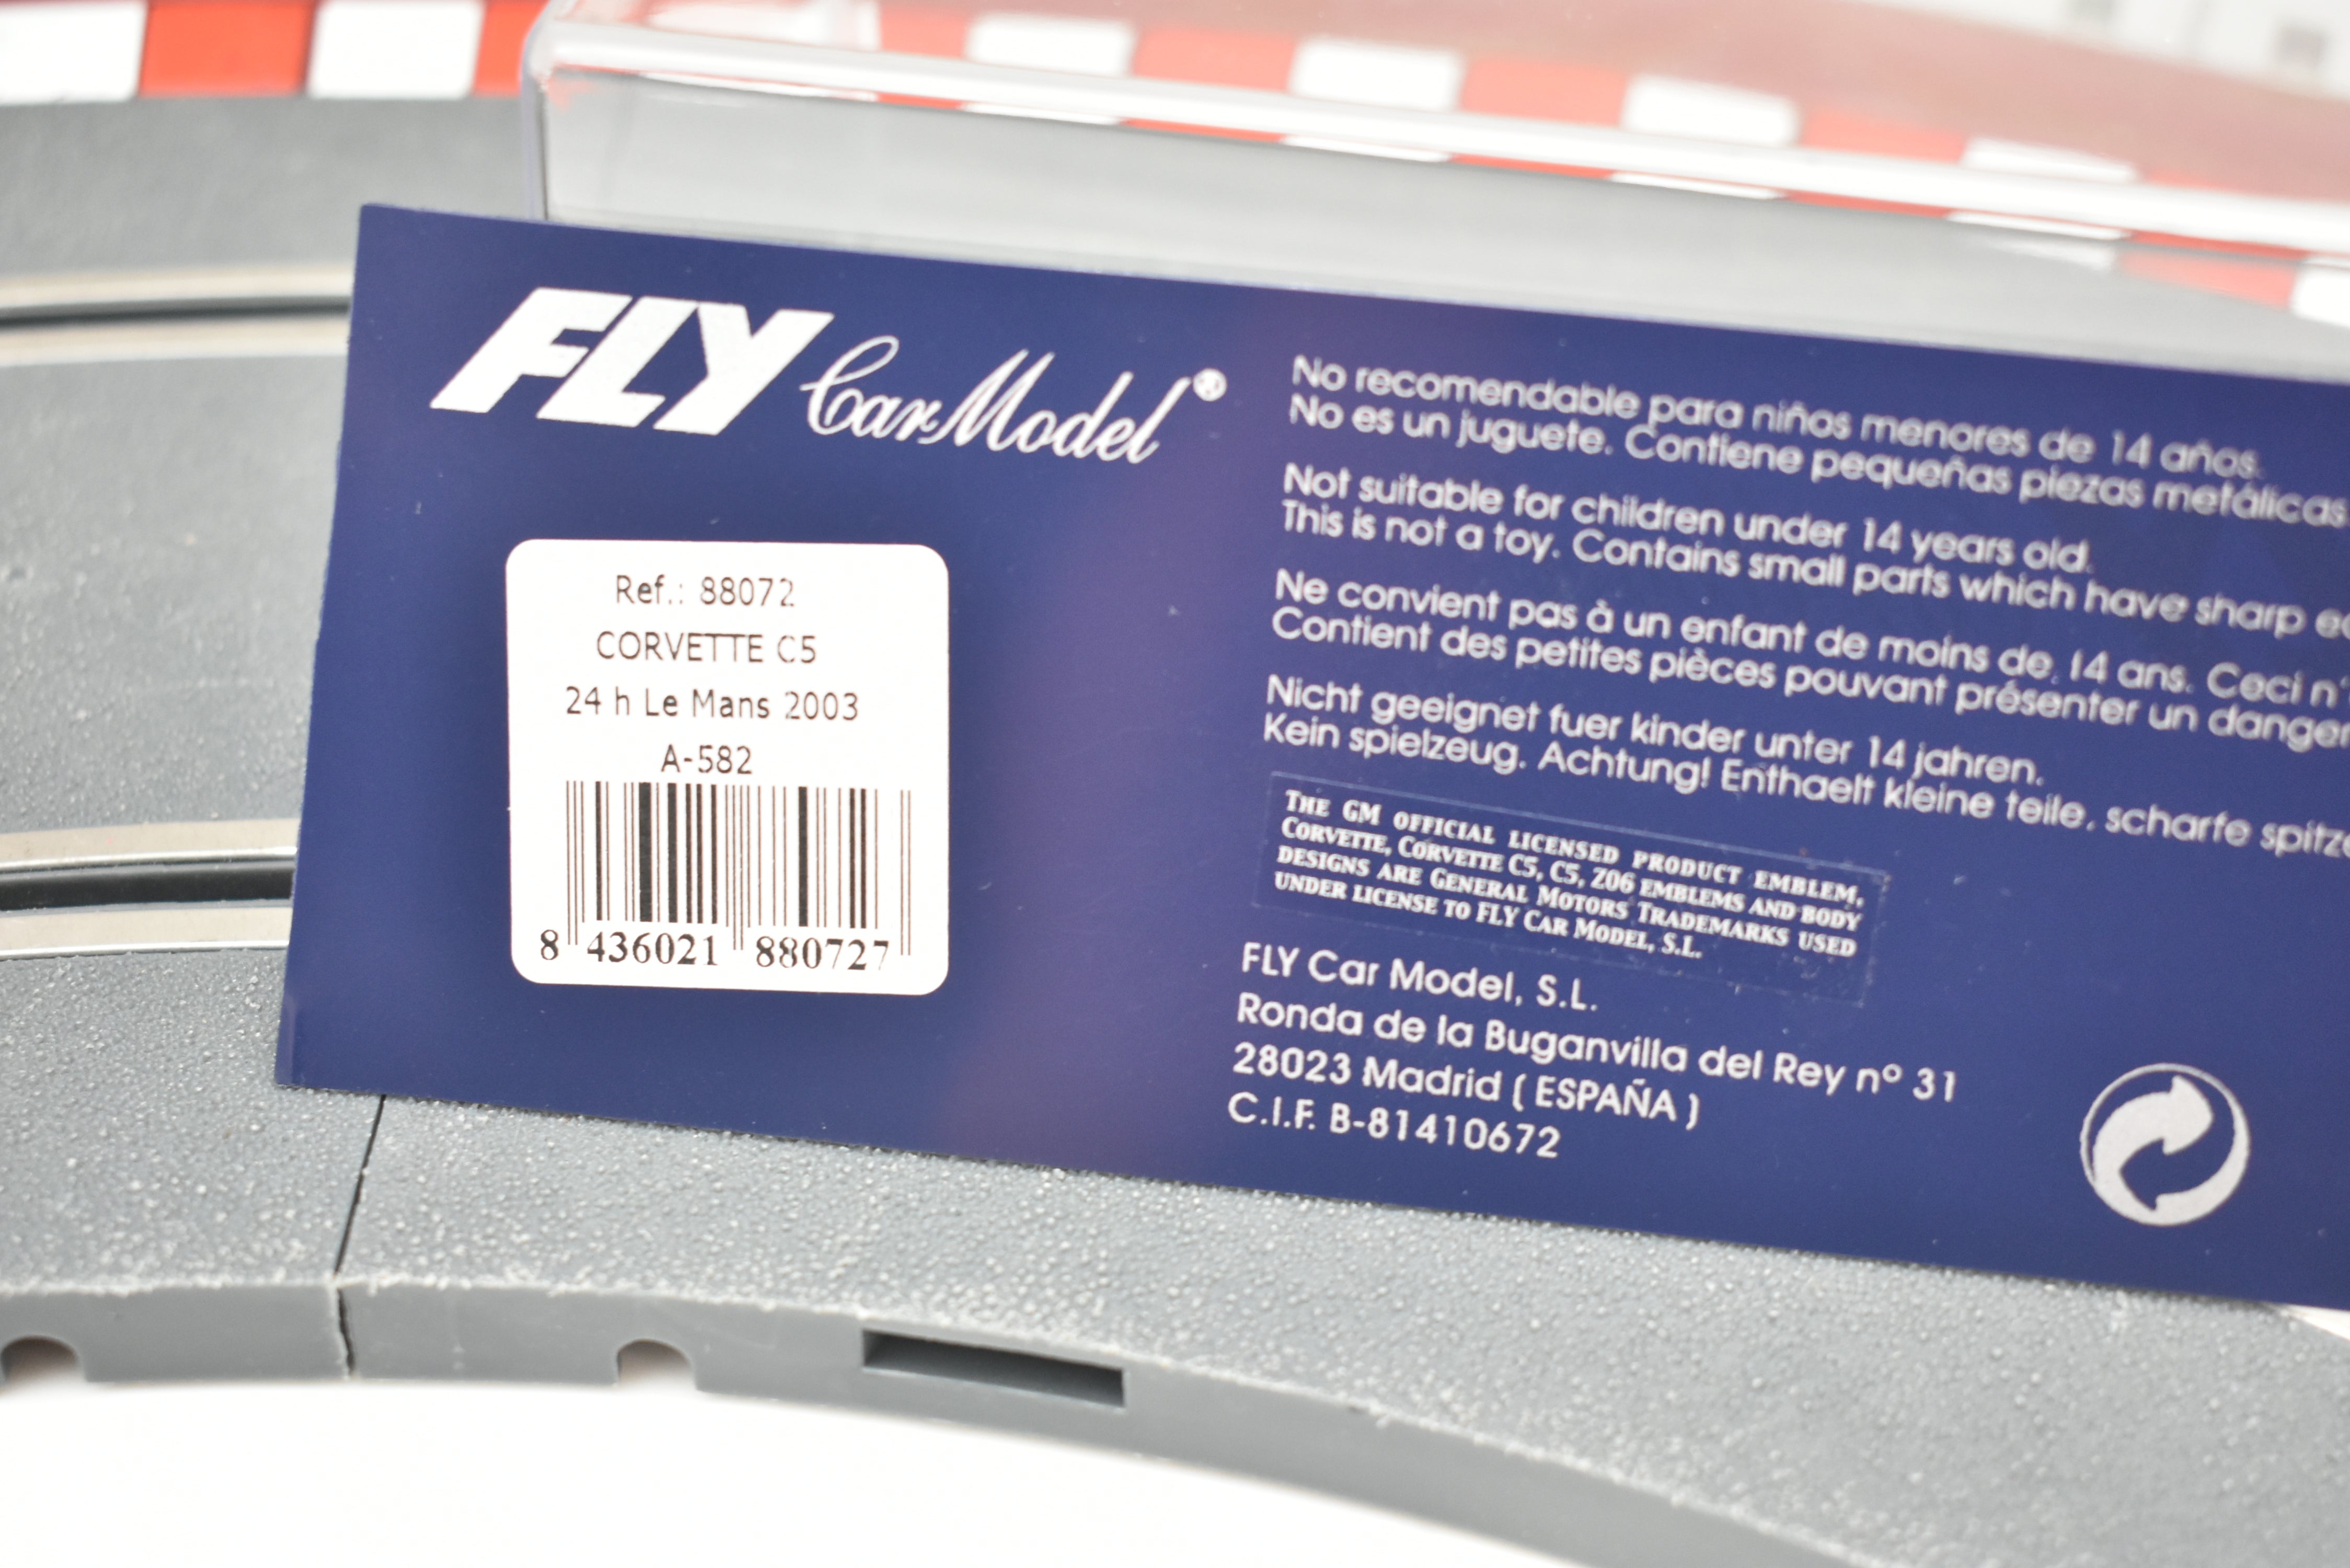 FLY Car Model®
Ref.: 88072
CORVETTE C5
24 h Le Mans 2003
A-582
8 436021 880727
No recomendable para niños menores de 14 años.
No es un juguete. Contiene pequeñas piezas metálicas
Not suitable for children under 14 years old.
This is not a toy. Contains small parts which have sharp
Ne convient pas à un enfant de moins de. 14 ans. Ceci n'
Contient des petites pièces pouvant présenter un danger
Nicht geeignet fuer kinder unter 14 jahren.
Kein spielzeug. Achtung! Enthaelt kleine teile, scharfe spitze
THE GM OFFICIAL LICENSED PRODUCT EMBLEM,
CORVETTE, CORVETTE C5, C5, Z06 EMBLEMS AND BODY
DESIGNS ARE GENERAL MOTORS TRADEMARKS USED
UNDER LICENSE TO FLY CAR MODEL, S.L.
FLY Car Model, S.L.
Ronda de la Buganvilla del Rey nº 31
28023 Madrid ( ESPAÑA )
C.I.F. B-81410672